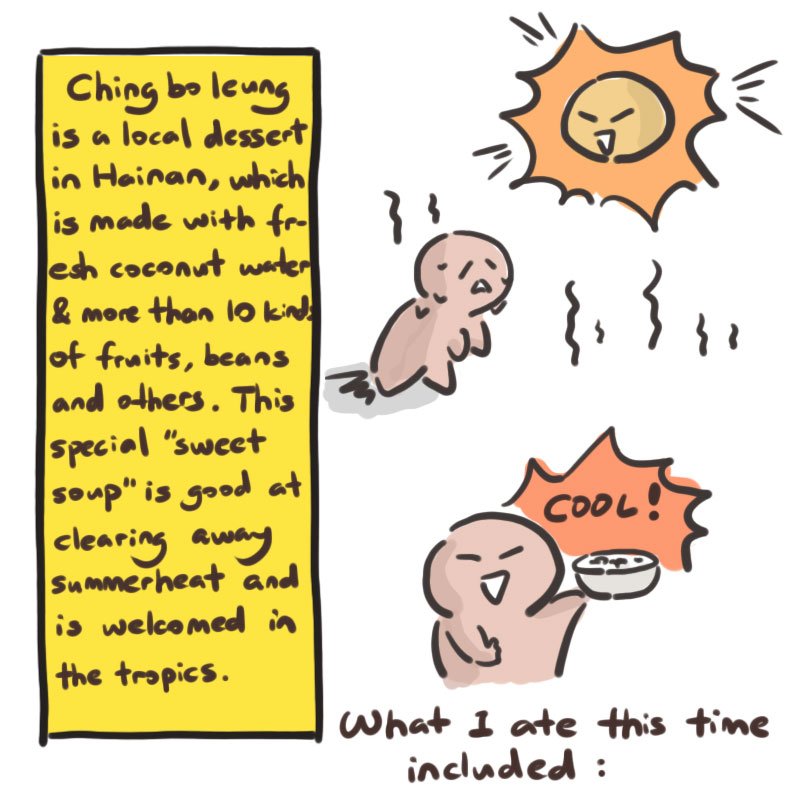 Ching bo leung
is a local dessert
in Hainan, which
is made with fr-
esh coconut water
& more than 10 kinds
of fruits, beans
and others. This
special "sweet
soup" is good at
clearing away
summerheat and
is welcomed in
the tropics.
COOL!
What I ate this time
included :